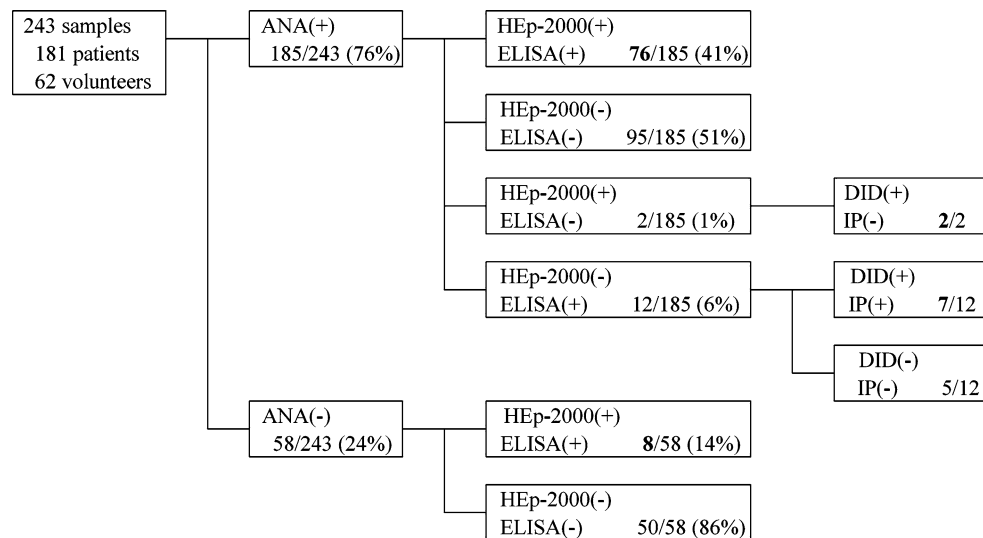 243 samples
181 patients
62 volunteers
ANA(+)
185/243 (76%)
HEp-2000(+)
ELISA(+) 76/185 (41%)
HEp-2000(-)
ELISA(-) 95/185 (51%)
HEp-2000(+)
ELISA(-) 2/185 (1%)
DID(+)
IP(-) 2/2
HEp-2000(-)
ELISA(+) 12/185 (6%)
DID(+)
IP(+) 7/12
DID(-)
IP(-) 5/12
ANA(-)
58/243 (24%)
HEp-2000(+)
ELISA(+) 8/58 (14%)
HEp-2000(-)
ELISA(-) 50/58 (86%)